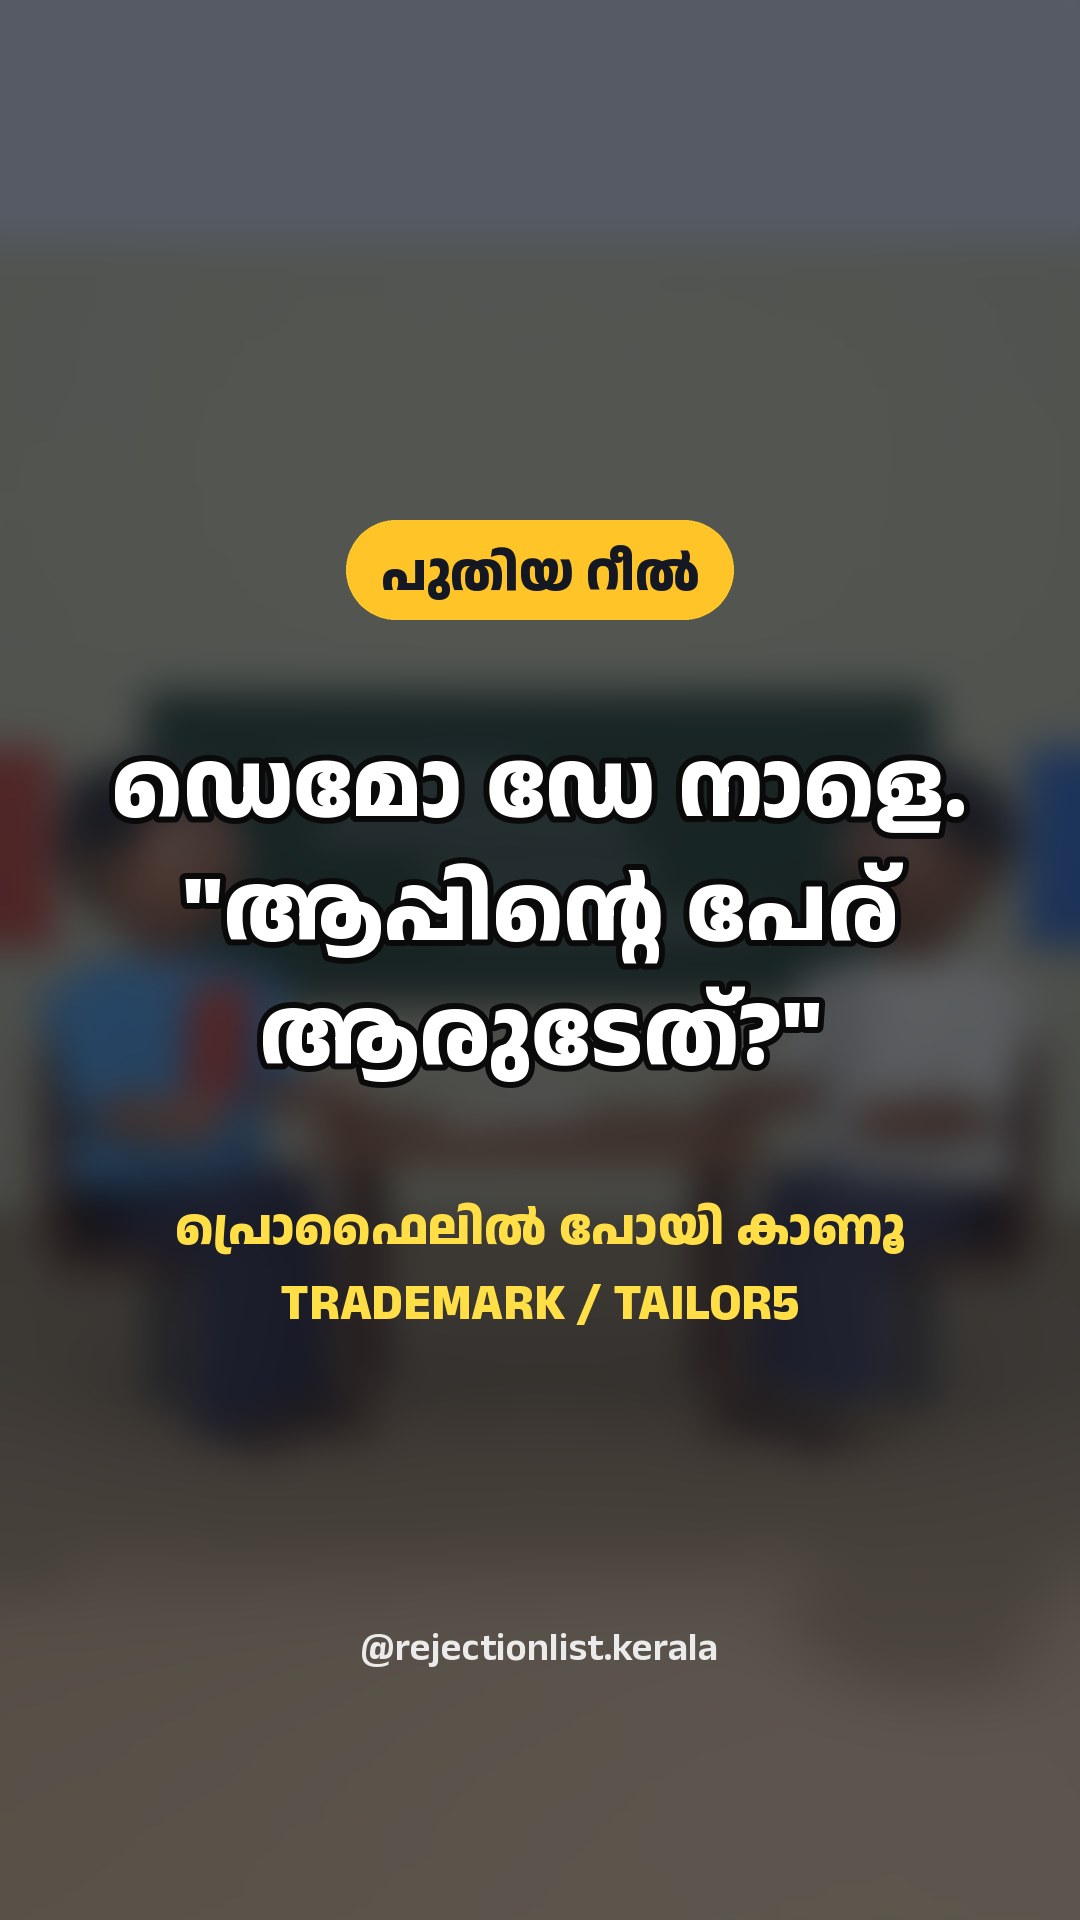 പുതിയ റീൽ
ഡെമോ ഡേ നാളെ.
"ആപ്പിന്റെ പേര്
ആരുടേത്?"
പ്രൊഫൈലിൽ പോയി കാണൂ
TRADEMARK / TAILOR5
@rejectionlist.kerala